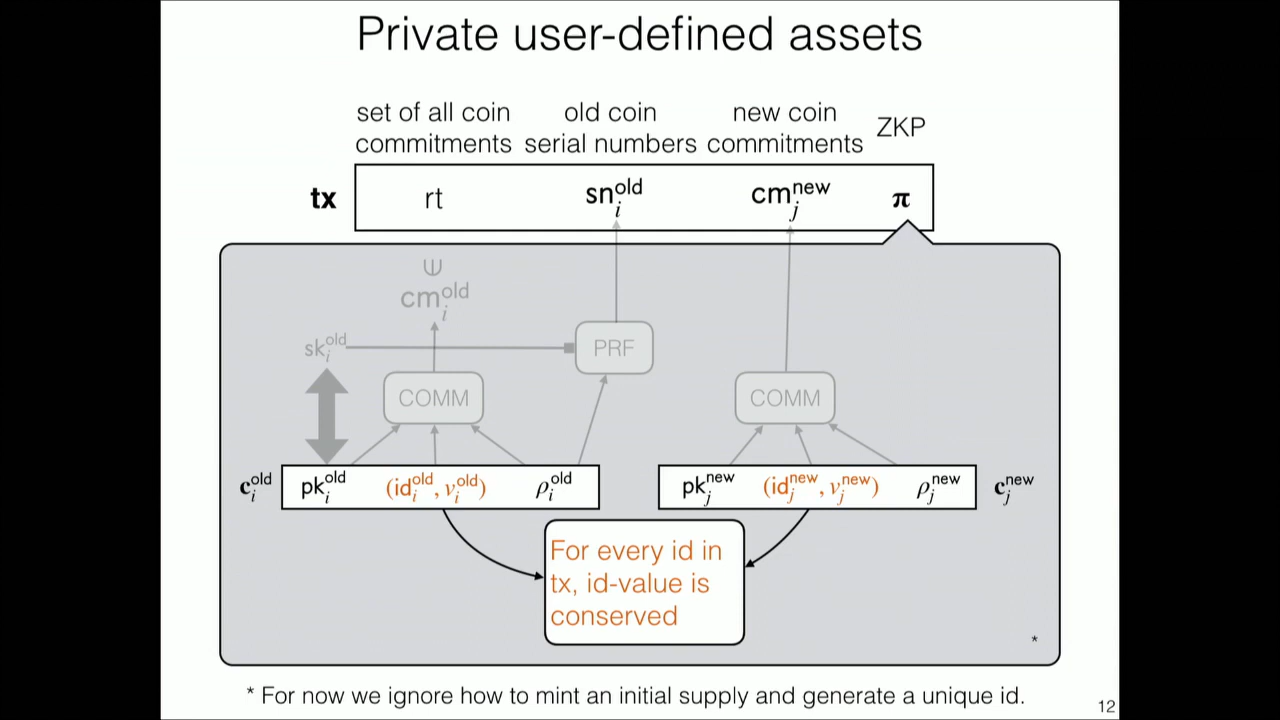 Private user-defined assets
set of all coin commitments
old coin serial numbers
new coin commitments
ZKP
tx rt sn_i^old cm_j^new π
∈
cm_i^old
sk_i^old
PRF
COMM
COMM
c_i^old pk_i^old (id_i^old, v_i^old) ρ_i^old
pk_j^new (id_j^new, v_j^new) ρ_j^new c_j^new
For every id in
tx, id-value is
conserved
*
* For now we ignore how to mint an initial supply and generate a unique id.
12